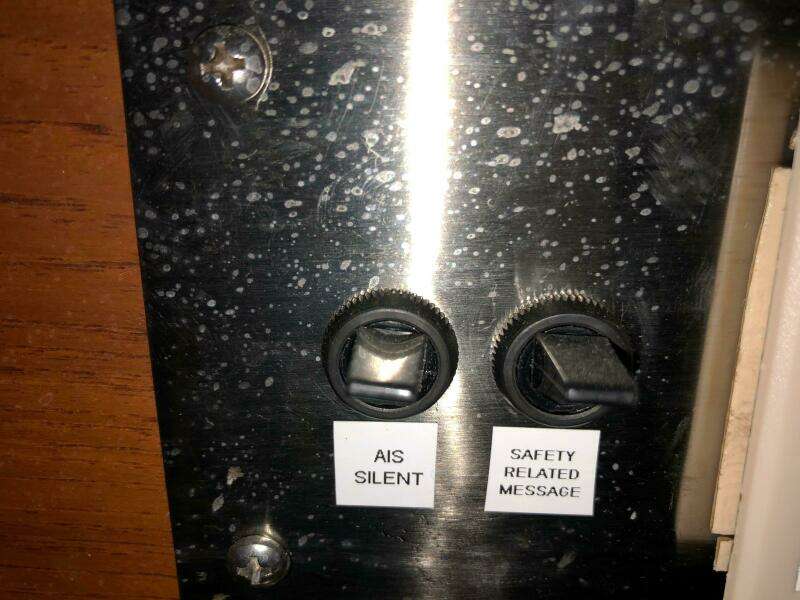 AIS
SILENT
SAFETY
RELATED
MESSAGE